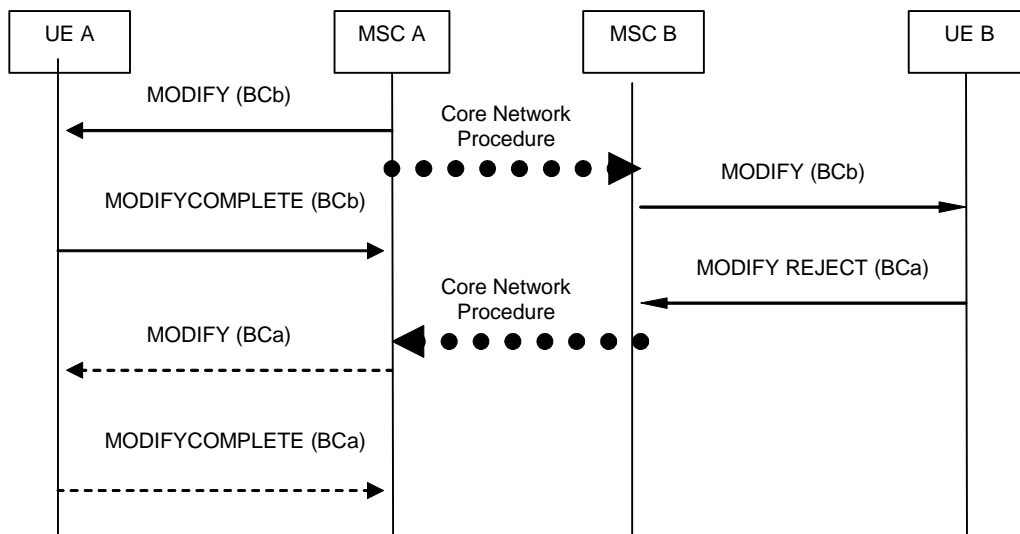 UE A
MSC A
MSC B
UE B
MODIFY (BCb)
Core Network
Procedure
MODIFY (BCb)
MODIFYCOMPLETE (BCb)
MODIFY REJECT (BCa)
Core Network
Procedure
MODIFY (BCa)
MODIFYCOMPLETE (BCa)